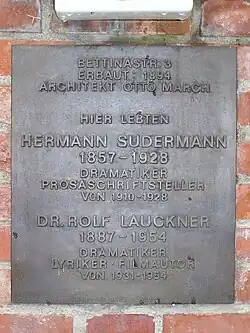 BETTINASTR. 3
ERBAUT: 1894
ARCHITEKT OTTO MARCH
HIER LEBTEN
HERMANN SUDERMANN
1857-1928
DRAMATIKER
PROSASCHRIFTSTELLER
VON 1910-1928
DR. ROLF LAUCKNER
1887-1954
DRAMATIKER
LYRIKER · FILMAUTOR
VON 1931-1954